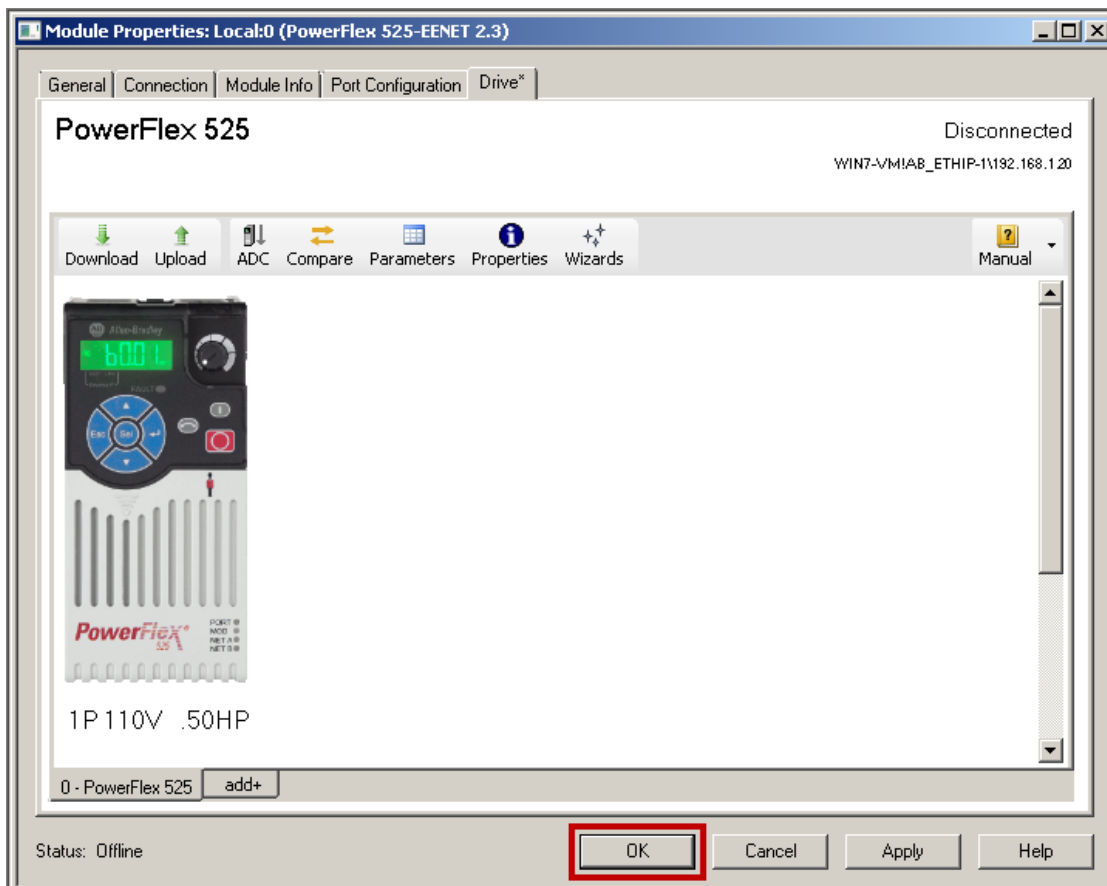 Module Properties: Local:0 (PowerFlex 525-EENET 2.3)
General Connection Module Info Port Configuration Drive*
PowerFlex 525
Disconnected
WIN7-VM!AB_ETHIP-1\192.168.1.20
Download Upload ADC Compare Parameters Properties Wizards Manual
Allen-Bradley
b0.01
FAULT
Esc Sel
PowerFlex
525
PORT
MOD
NET A
NET B
1P 110V .50HP
0 - PowerFlex 525 add+
Status: Offline OK Cancel Apply Help